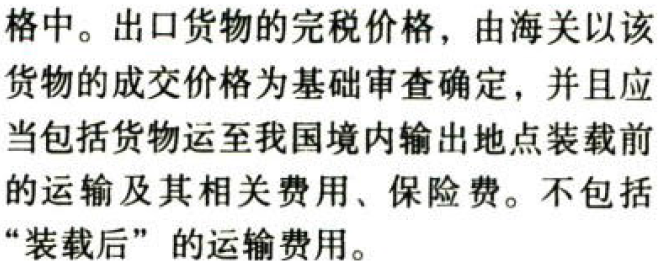 格中。出口货物的完税价格，由海关以该
货物的成交价格为基础审查确定，并且应
当包括货物运至我国境内输出地点装载前
的运输及其相关费用、保险费。不包括
“装载后”的运输费用。